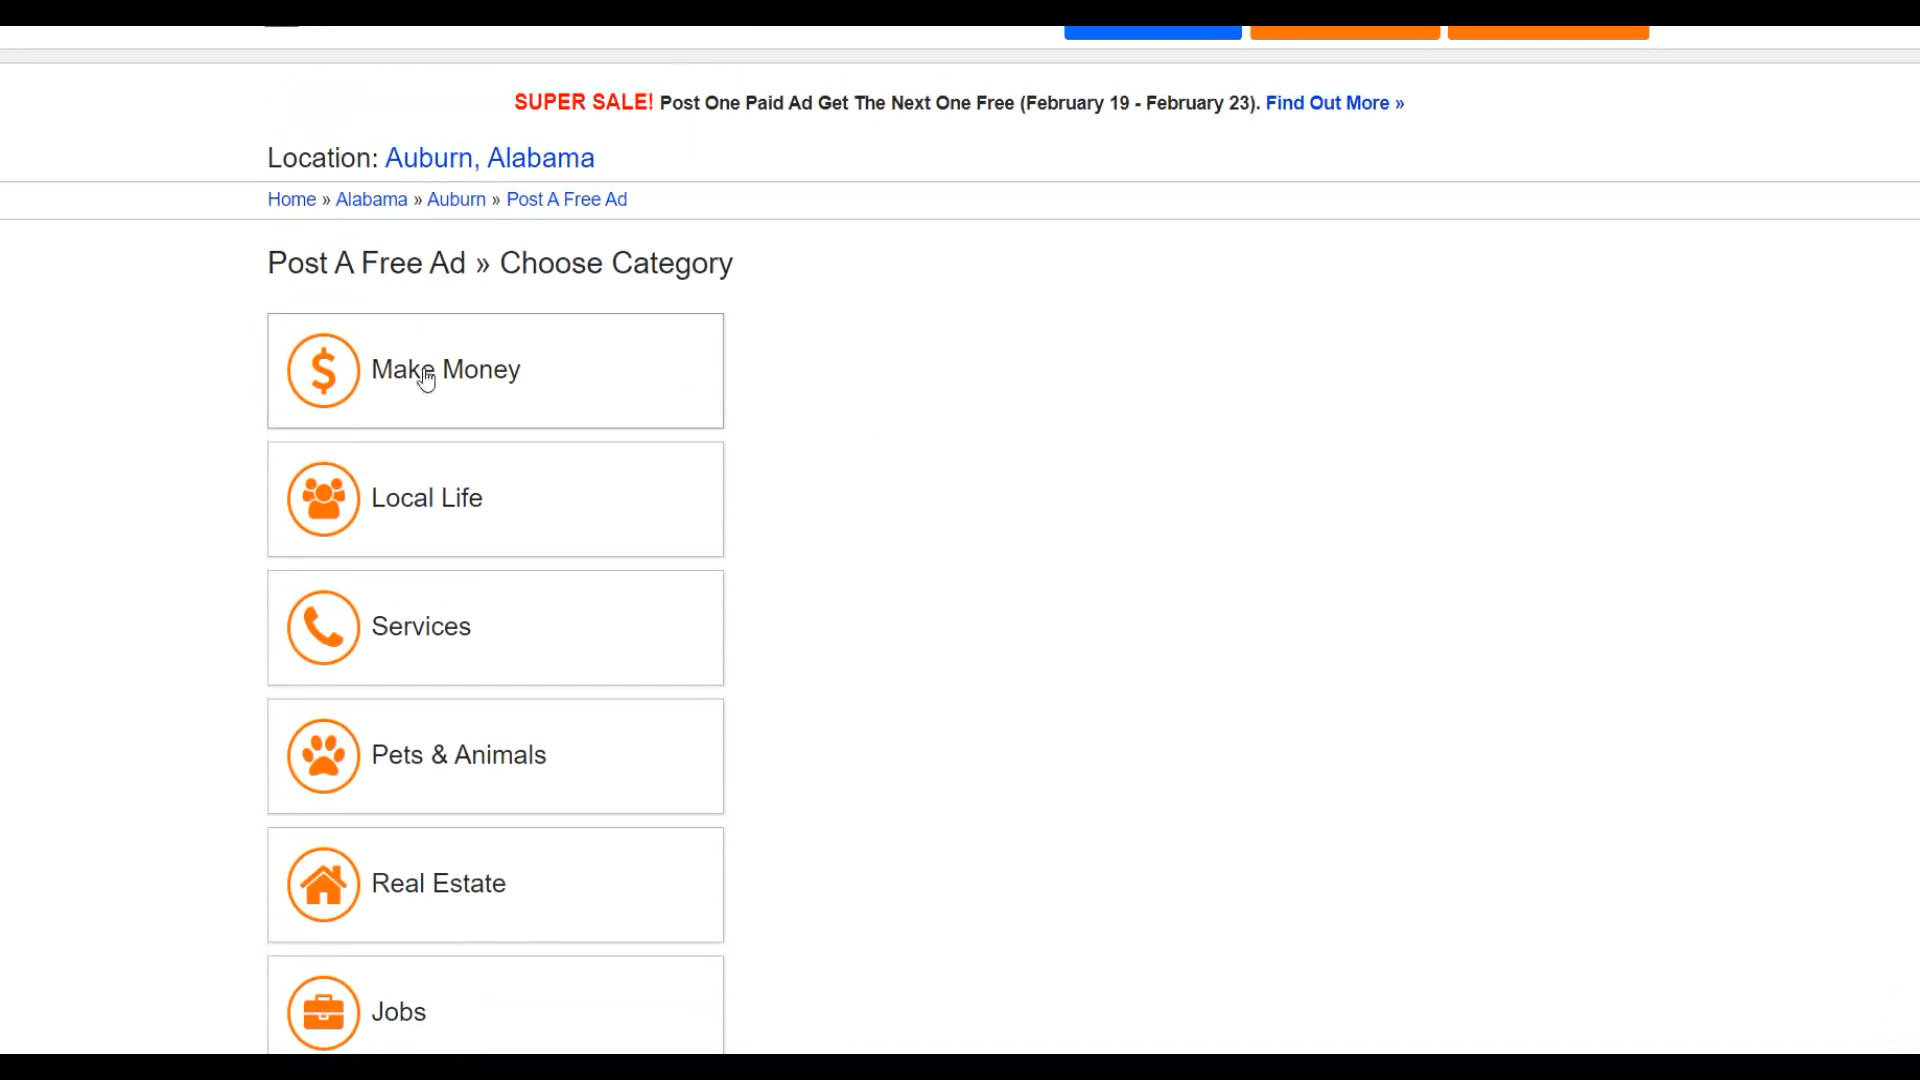 SUPER SALE! Post One Paid Ad Get The Next One Free (February 19 - February 23). Find Out More »
Location: Auburn, Alabama
Home » Alabama » Auburn » Post A Free Ad
Post A Free Ad » Choose Category
Make Money
Local Life
Services
Pets & Animals
Real Estate
Jobs